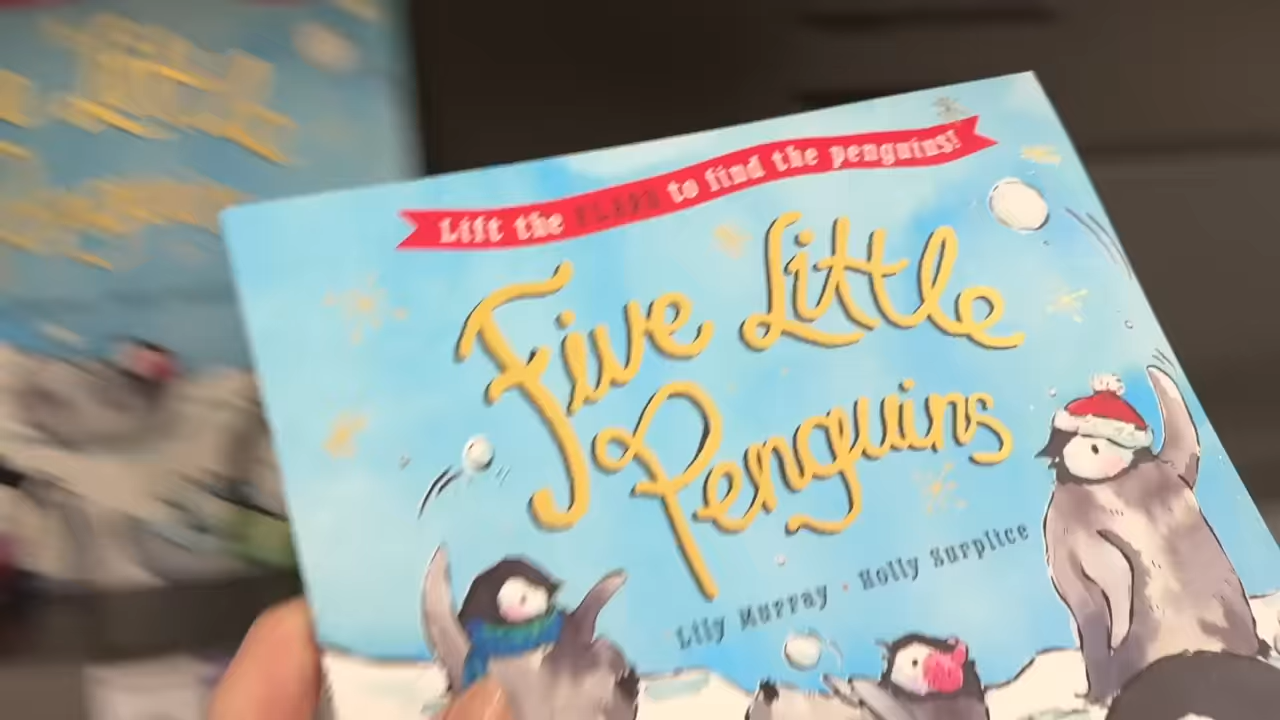 Lift the FLAPS to find the penguins!
Five Little
Penguins
Lily Murray · Holly Surplice